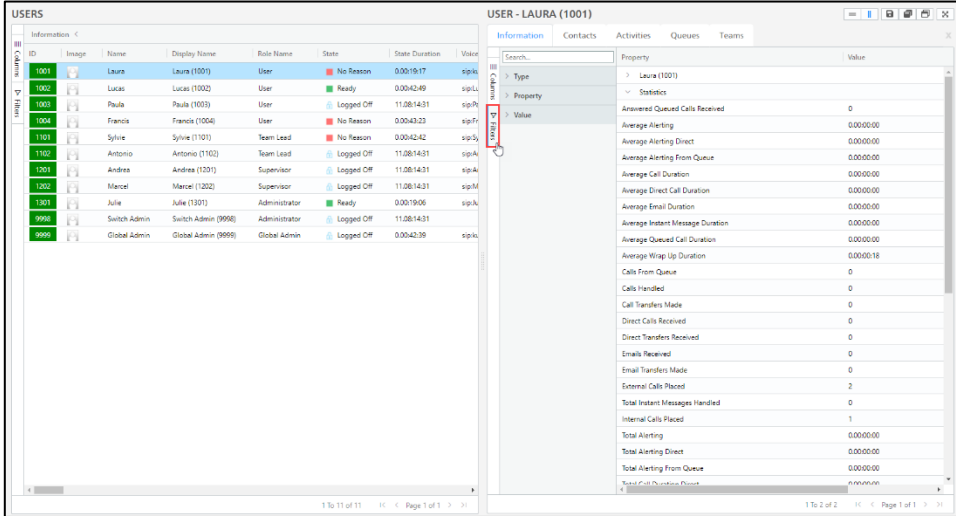 USERS
Information <
Columns
Filters
ID Image Name Display Name Role Name State State Duration Voice
1001 Laura Laura (1001) User No Reason 0.00:19:17
1002 Lucas Lucas (1002) User Ready 0.00:42:49
1003 Paula Paula (1003) User Logged Off 11.08:14:31
1004 Francis Francis (1004) User No Reason 0.00:43:23
1101 Sylvie Sylvie (1101) Team Lead No Reason 0.00:42:42
1102 Antonio Antonio (1102) Team Lead Logged Off 11.08:14:31
1201 Andrea Andrea (1201) Supervisor Logged Off 11.08:14:31
1202 Marcel Marcel (1202) Supervisor Logged Off 11.08:14:31
1301 Julie Julie (1301) Administrator Ready 0.00:19:06
9998 Switch Admin Switch Admin (9998) Administrator Logged Off 11.08:14:31
9999 Global Admin Global Admin (9999) Global Admin Logged Off 0.00:42:39
1 To 11 of 11 Page 1 of 1
USER - LAURA (1001)
Information Contacts Activities Queues Teams
Columns
Filters
Search...
> Type
> Property
> Value
Property Value
> Laura (1001)
Statistics
Answered Queued Calls Received 0
Average Alerting 0.00:00:00
Average Alerting Direct 0.00:00:00
Average Alerting From Queue 0.00:00:00
Average Call Duration 0.00:00:00
Average Direct Call Duration 0.00:00:00
Average Email Duration 0.00:00:00
Average Instant Message Duration 0.00:00:00
Average Queued Call Duration 0.00:00:00
Average Wrap Up Duration 0.00:00:18
Calls From Queue 0
Calls Handled 0
Call Transfers Made 0
Direct Calls Received 0
Direct Transfers Received 0
Emails Received 0
Email Transfers Made 0
External Calls Placed 2
Total Instant Messages Handled 0
Internal Calls Placed 1
Total Alerting 0.00:00:00
Total Alerting Direct 0.00:00:00
Total Alerting From Queue 0.00:00:00
Total Call Duration Direct 0.00:00:00
1 To 2 of 2 Page 1 of 1